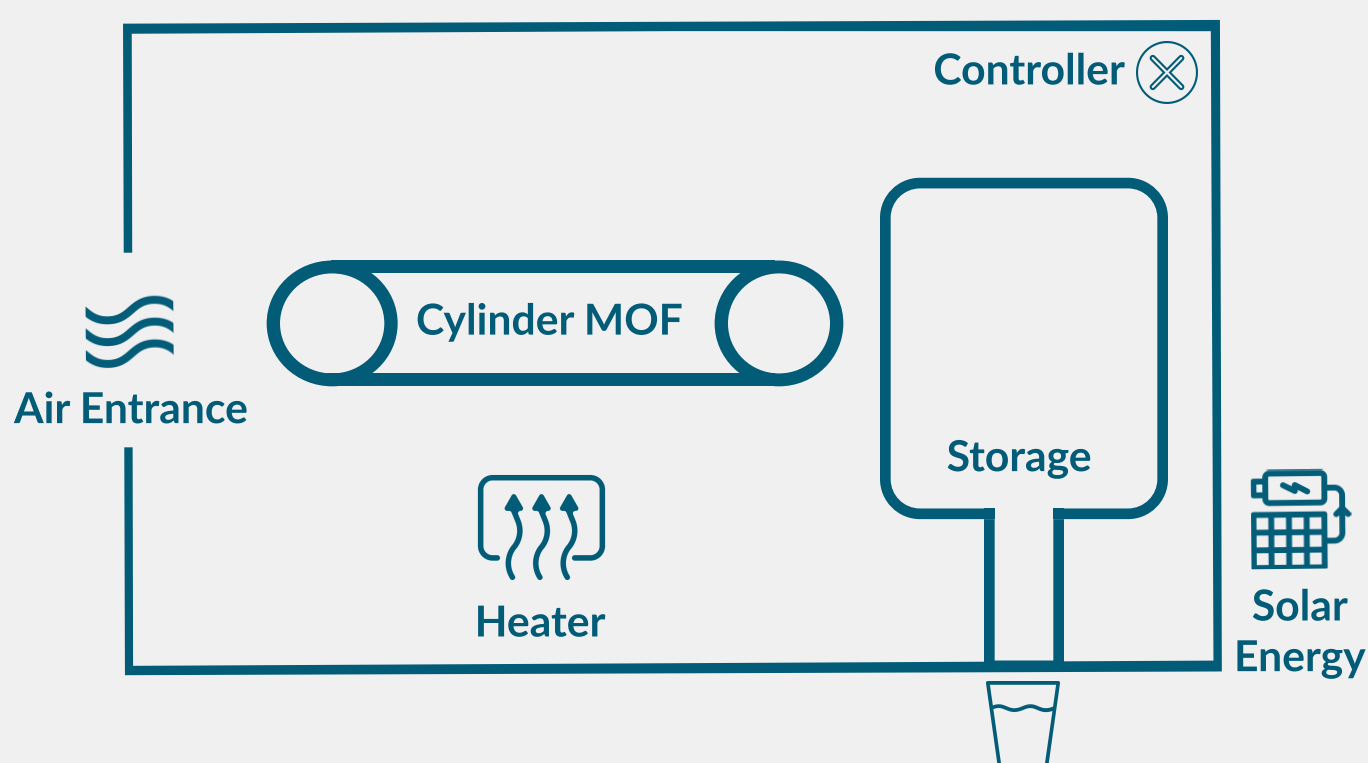 Controller
Cylinder MOF
Air Entrance
Storage
Heater
Solar
Energy